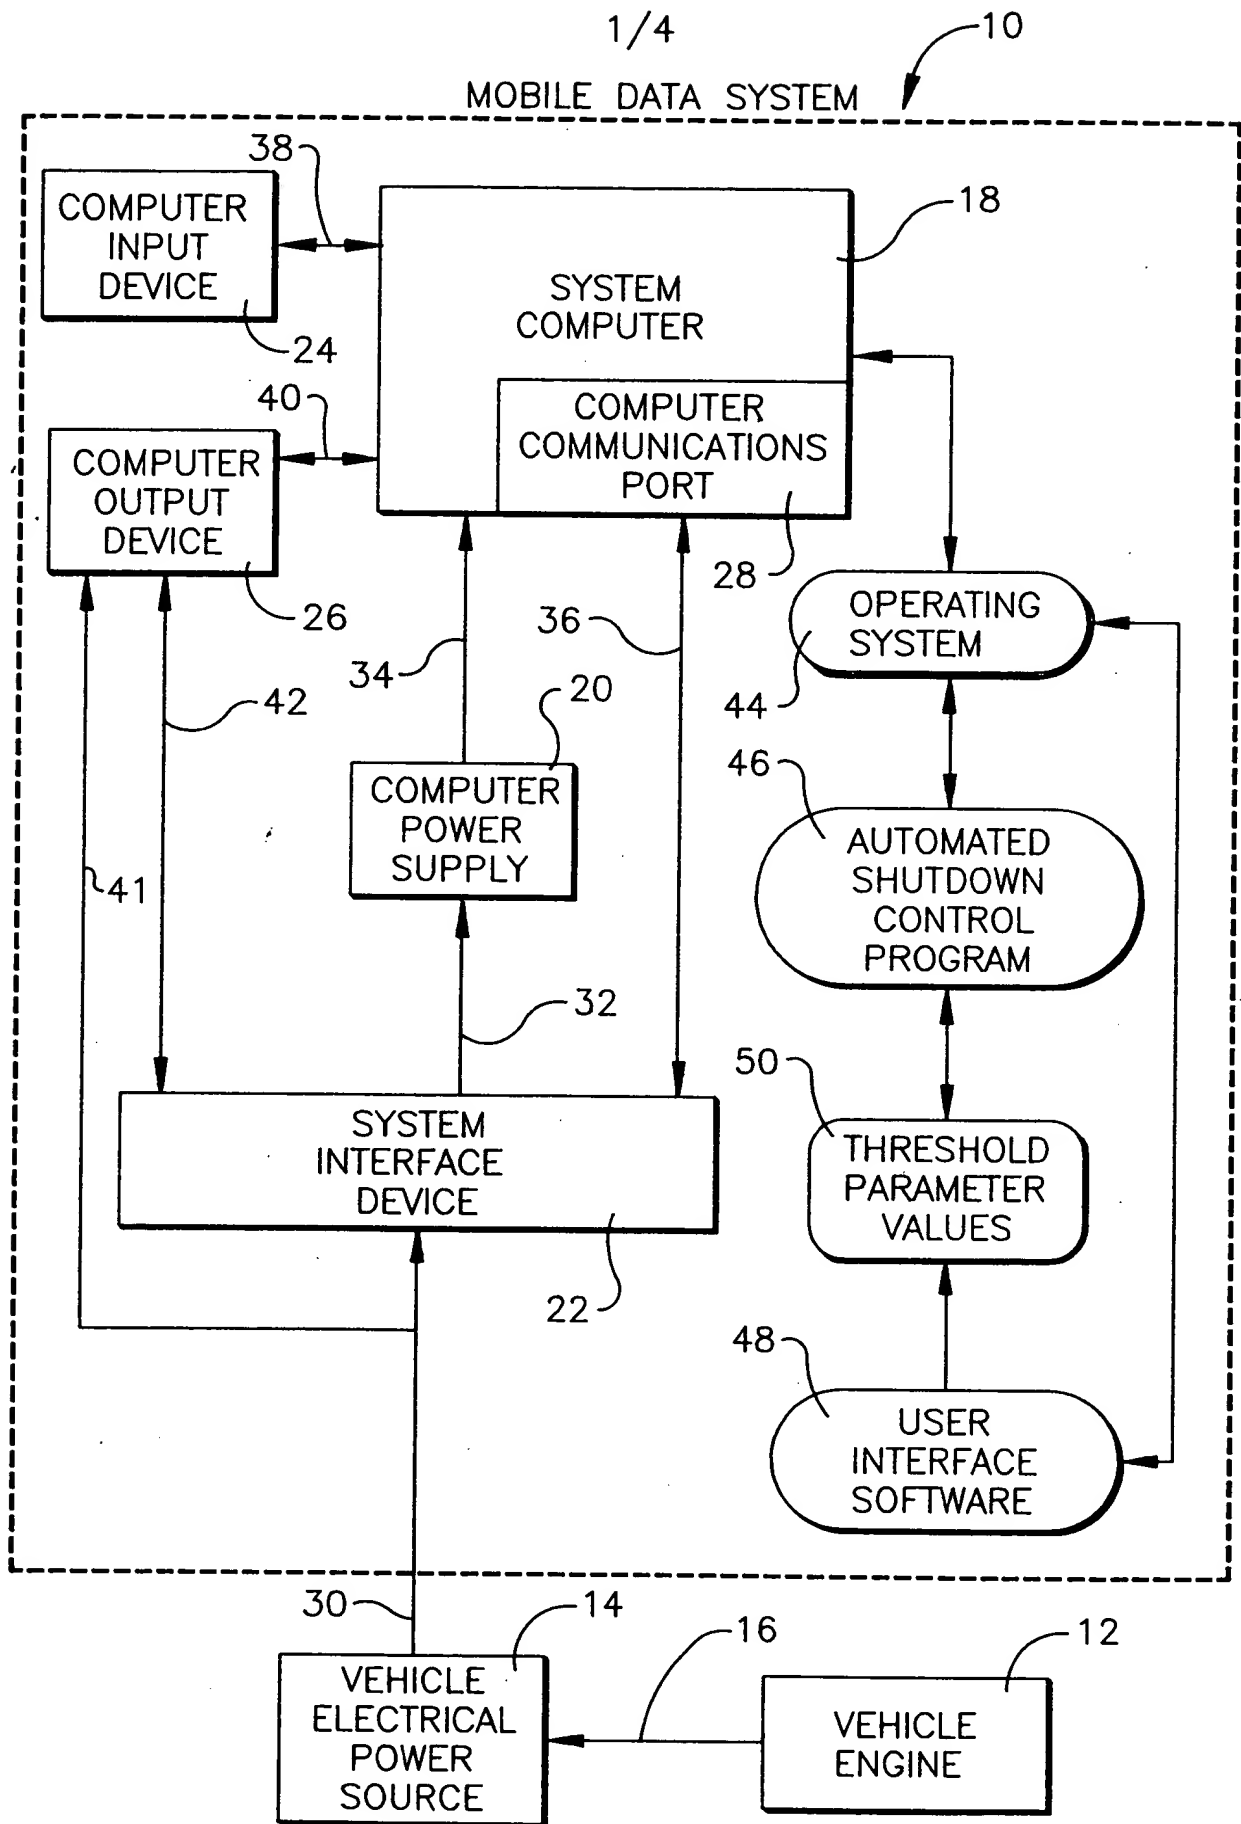 1/4
10
MOBILE DATA SYSTEM
38
COMPUTER
INPUT
DEVICE
24
18
SYSTEM
COMPUTER
40
COMPUTER
OUTPUT
DEVICE
26
COMPUTER
COMMUNICATIONS
PORT
28
34
36
42
41
20
COMPUTER
POWER
SUPPLY
32
OPERATING
SYSTEM
44
46
AUTOMATED
SHUTDOWN
CONTROL
PROGRAM
50
THRESHOLD
PARAMETER
VALUES
SYSTEM
INTERFACE
DEVICE
22
48
USER
INTERFACE
SOFTWARE
30
14
VEHICLE
ELECTRICAL
POWER
SOURCE
16
12
VEHICLE
ENGINE